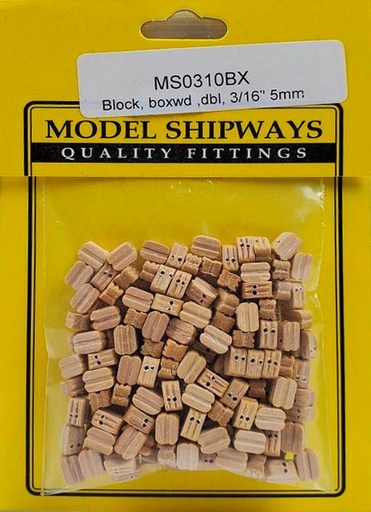 MS0310BX
Block, boxwd ,dbl, 3/16" 5mm
MODEL SHIPWAYS
QUALITY FITTINGS